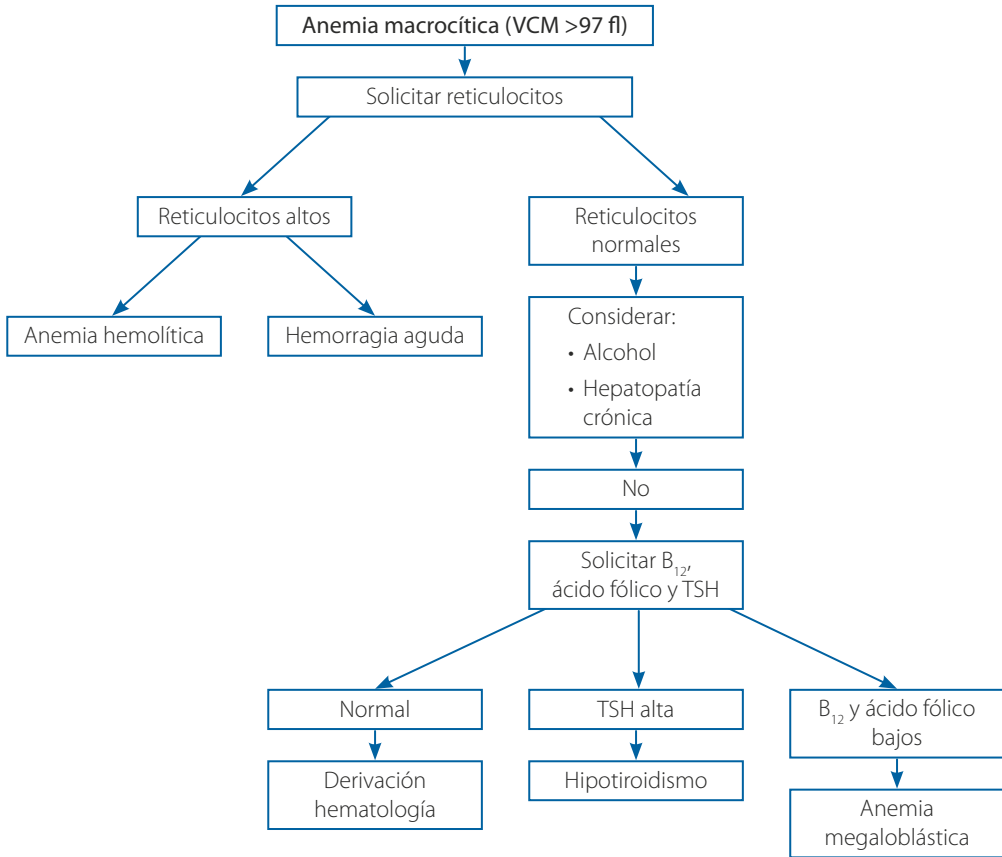 Anemia macrocítica (VCM >97 fl)
Solicitar reticulocitos
Reticulocitos altos
Reticulocitos
normales
Anemia hemolítica
Hemorragia aguda
Considerar:
• Alcohol
• Hepatopatía
crónica
No
Solicitar B₁₂,
ácido fólico y TSH
Normal
TSH alta
B₁₂ y ácido fólico
bajos
Derivación
hematología
Hipotiroidismo
Anemia
megaloblástica